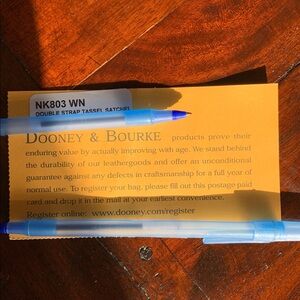 NK803 WN
DOUBLE STRAP TASSEL SATCHEL
DOONEY & BOURKE products prove their
enduring value by actually improving with age. We stand behind
the durability of our leathergoods and offer an unconditional
guarantee against any defects in craftsmanship for a full year of
normal use. To register your bag, please fill out this postage paid
card and drop it in the mail at your earliest convenience.
Register online: www.dooney.com/register